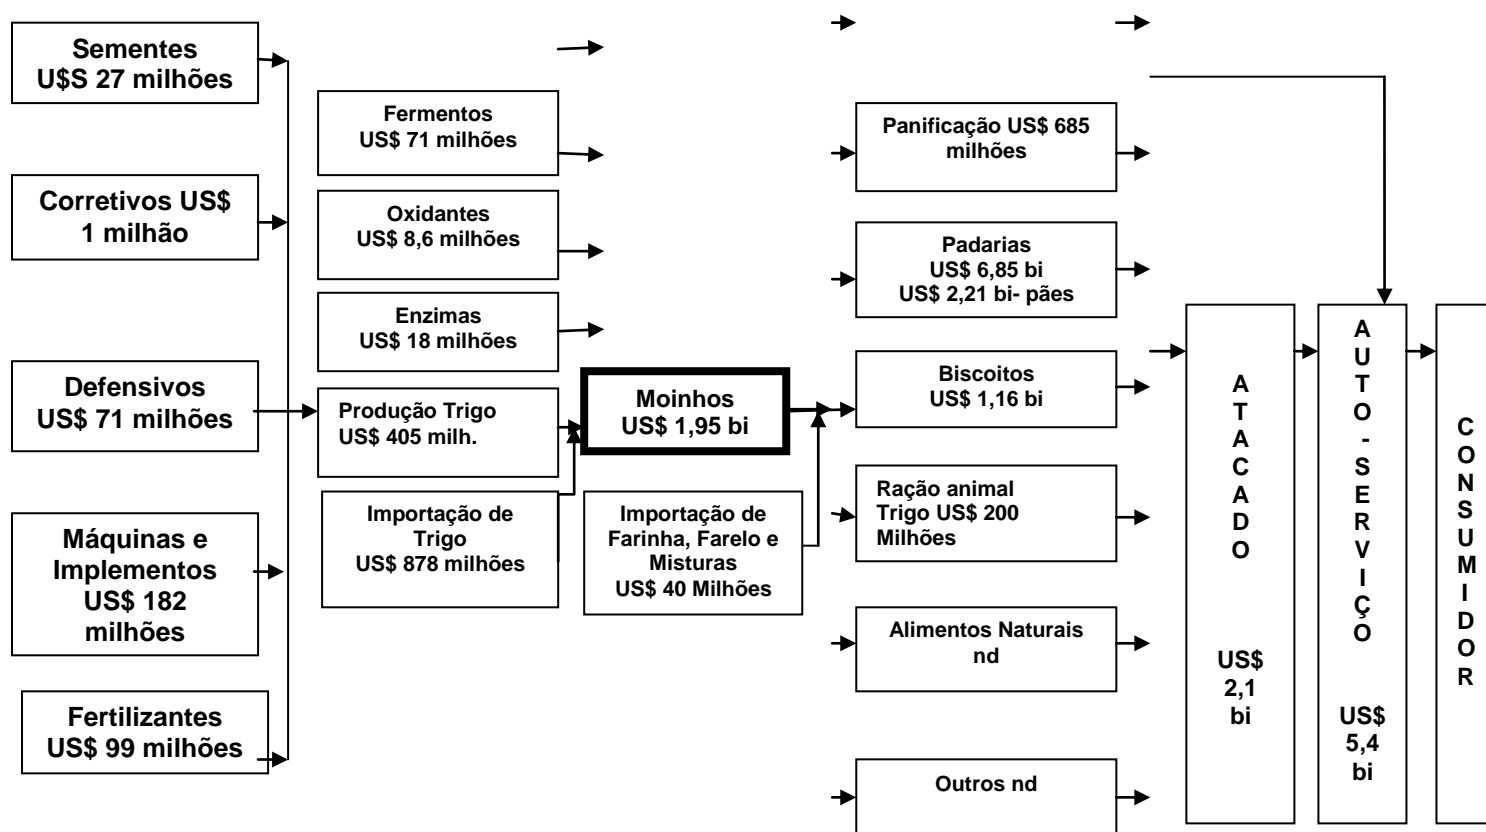 Sementes
U$S 27 milhões
Corretivos US$
1 milhão
Defensivos
US$ 71 milhões
Máquinas e
Implementos
US$ 182
milhões
Fertilizantes
US$ 99 milhões
Fermentos
US$ 71 milhões
Oxidantes
US$ 8,6 milhões
Enzimas
US$ 18 milhões
Produção Trigo
US$ 405 milh.
Importação de
Trigo
US$ 878 milhões
Moinhos
US$ 1,95 bi
Importação de
Farinha, Farelo e
Misturas
US$ 40 Milhões
Panificação US$ 685
milhões
Padarias
US$ 6,85 bi
US$ 2,21 bi- pães
Biscoitos
US$ 1,16 bi
Ração animal
Trigo US$ 200
Milhões
Alimentos Naturais
nd
Outros nd
ATACADO
US$
2,1
bi
AUTO-SERVIÇO
US$
5,4
bi
CONSUMIDOR